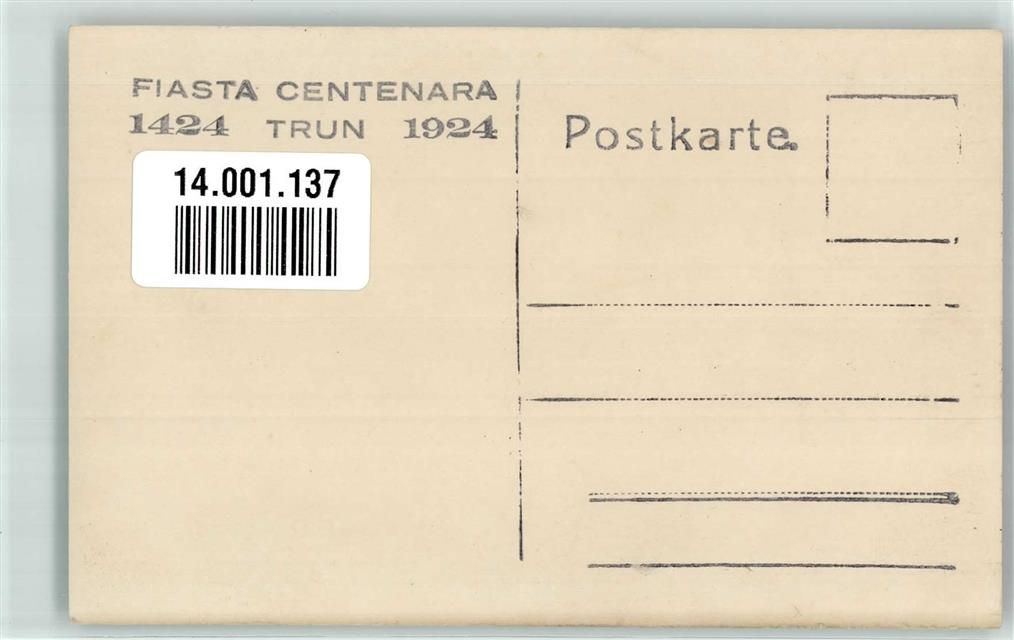 FIASTA CENTENARA
1424 TRUN 1924
14.001.137
Postkarte.